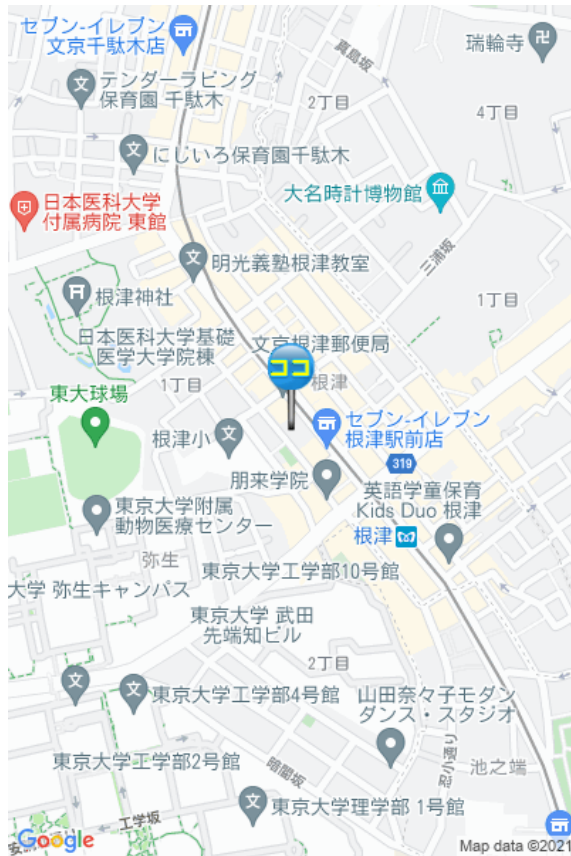 セブン-イレブン
文京千駄木店
瑞輪寺
真島坂
テンダーラビング
保育園 千駄木
2丁目
4丁目
にじいろ保育園千駄木
大名時計博物館
日本医科大学
付属病院 東館
三浦坂
明光義塾根津教室
根津神社
1丁目
日本医科大学基礎
医学大学院棟
文京根津郵便局
ココ
根津
1丁目
東大球場
セブン-イレブン
根津駅前店
根津小
319
朋来学院
英語学童保育
Kids Duo 根津
東京大学附属
動物医療センター
根津
弥生
東京大学工学部10号館
大学 弥生キャンパス
東京大学 武田
先端知ビル
2丁目
東京大学工学部4号館
山田奈々子モダン
ダンス・スタジオ
東京大学工学部2号館
忍小通り
池之端
暗闇坂
東京大学理学部 1号館
工学坂
安
Google
Map data ©2021